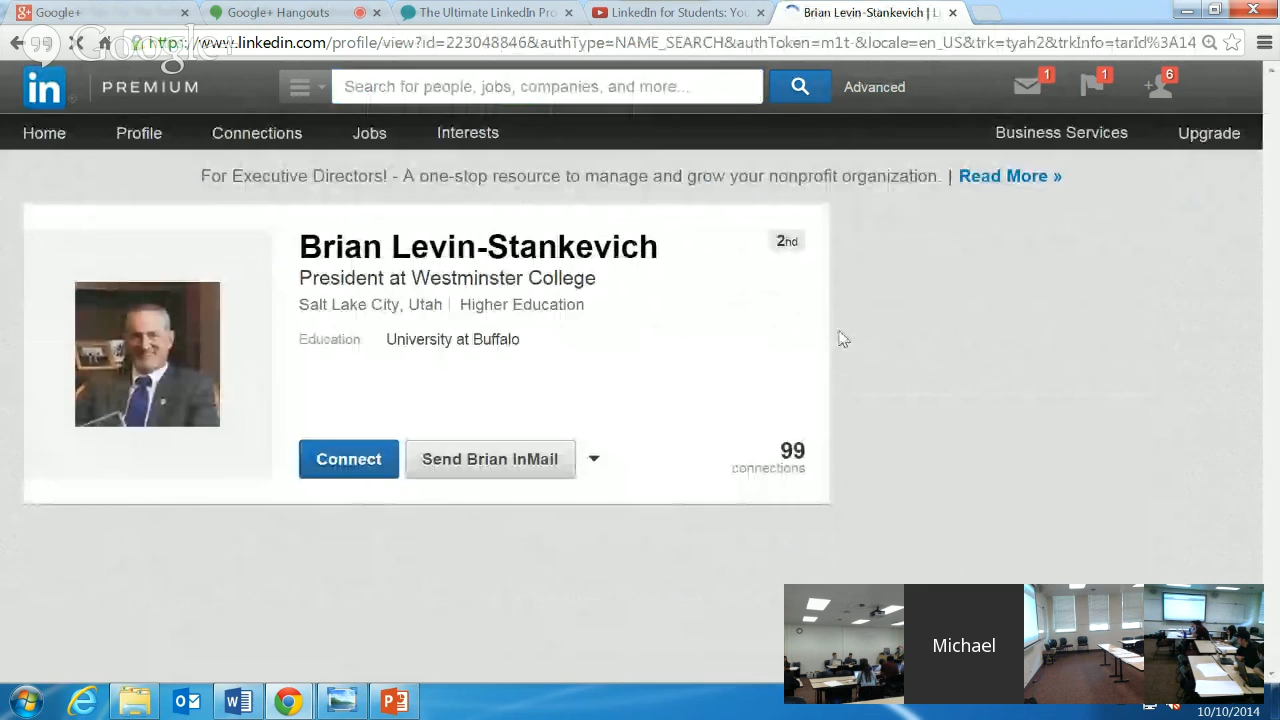 Google+
Google+ Hangouts
The Ultimate LinkedIn Pro
LinkedIn for Students: You
Brian Levin-Stankevich | L
https://www.linkedin.com/profile/view?id=223048846&authType=NAME_SEARCH&authToken=m1t-&locale=en_US&trk=tyah2&trkInfo=tarId%3A14
Google
in PREMIUM
Search for people, jobs, companies, and more...
Advanced
1
1
6
Home Profile Connections Jobs Interests Business Services Upgrade
For Executive Directors! - A one-stop resource to manage and grow your nonprofit organization. | Read More »
Brian Levin-Stankevich
2nd
President at Westminster College
Salt Lake City, Utah | Higher Education
Education University at Buffalo
Connect Send Brian InMail
99
connections
Michael
10/10/2014